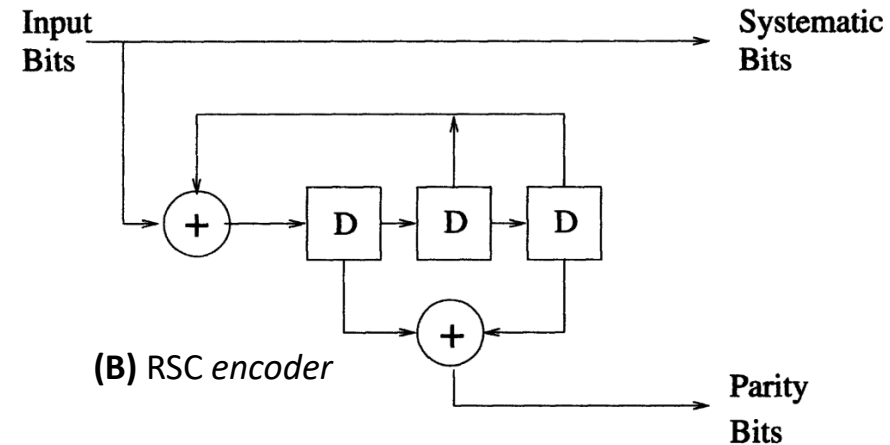 Input
Bits
Systematic
Bits
+
D
D
D
+
(B) RSC encoder
Parity
Bits